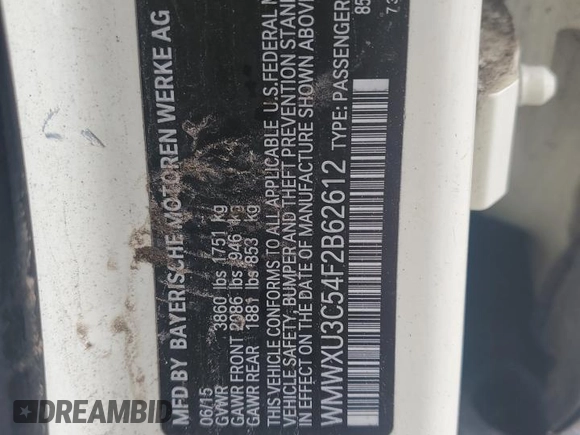 MFD.BY BAYERISCHE MOTOREN WERKE AG
06/15
GVWR 3860 lbs 1751 kg
GAWR FRONT 2086 lbs 946 kg
GAWR REAR 1881 lbs 853 kg
THIS VEHICLE CONFORMS TO ALL APPLICABLE U.S.FEDERAL
VEHICLE SAFETY, BUMPER AND THEFT PREVENTION
IN EFFECT ON THE DATE OF MANUFACTURE SHOWN ABOVE
WMWXU3C54F2B62612 TYPE: PASSENGER
DREAMBID